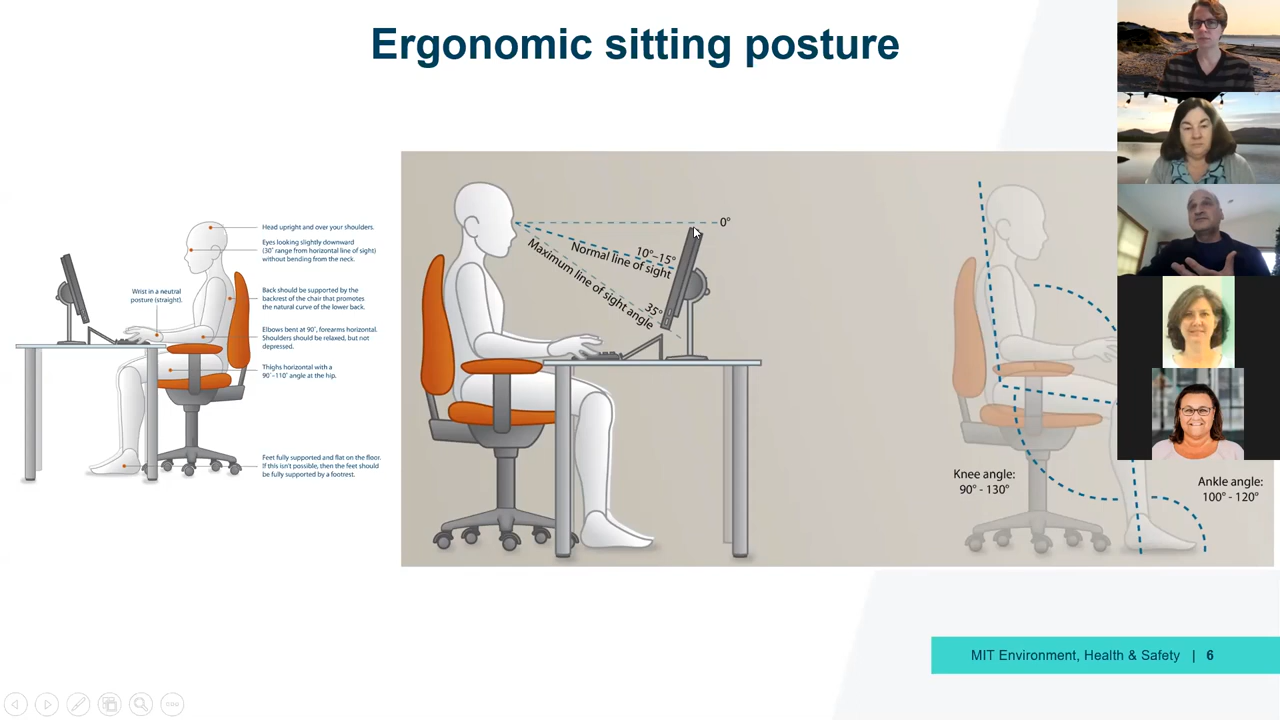 Ergonomic sitting posture
Head upright and over your shoulders.
Eyes looking slightly downward
(30° range from horizontal line of sight)
without bending from the neck.
Wrist in a neutral
posture (straight).
Back should be supported by the
backrest of the chair that promotes
the natural curve of the lower back.
Elbows bent at 90°, forearms horizontal.
Shoulders should be relaxed, but not
depressed.
Thighs horizontal with a
90°–110° angle at the hip.
Feet fully supported and flat on the floor.
If this isn't possible, then the feet should
be fully supported by a footrest.
0°
10°–15°
Normal line of sight
35°
Maximum line of sight angle
Knee angle:
90° - 130°
Ankle angle:
100° - 120°
MIT Environment, Health & Safety | 6